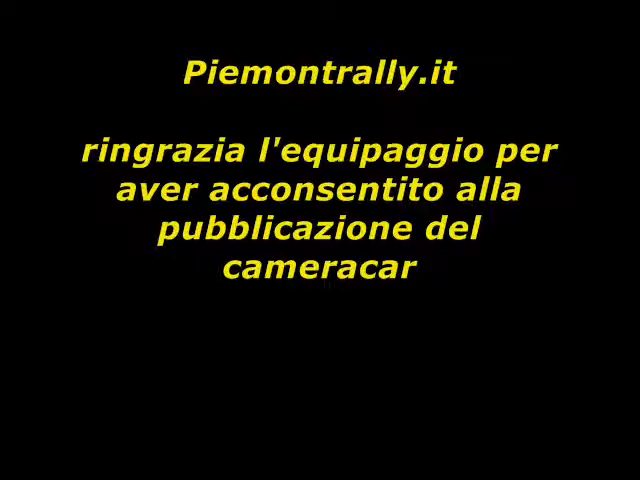 Piemontrally.it
ringrazia l'equipaggio per
aver acconsentito alla
pubblicazione del
cameracar